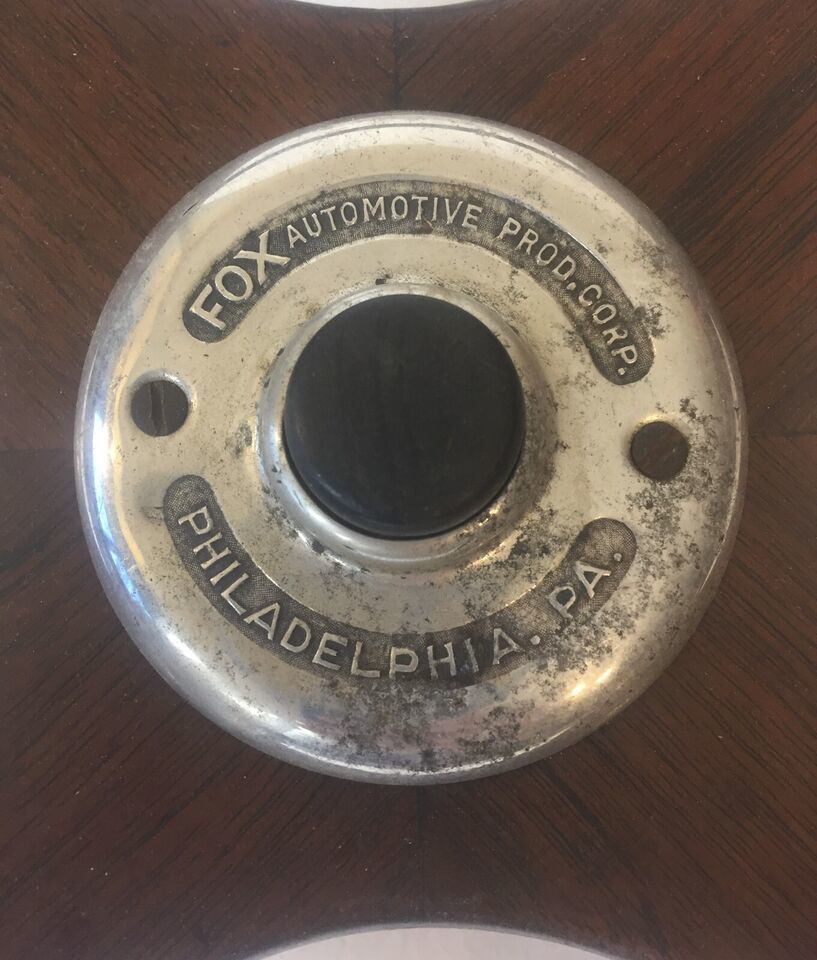 FOX AUTOMOTIVE PROD. CORP.
PHILADELPHIA. PA.